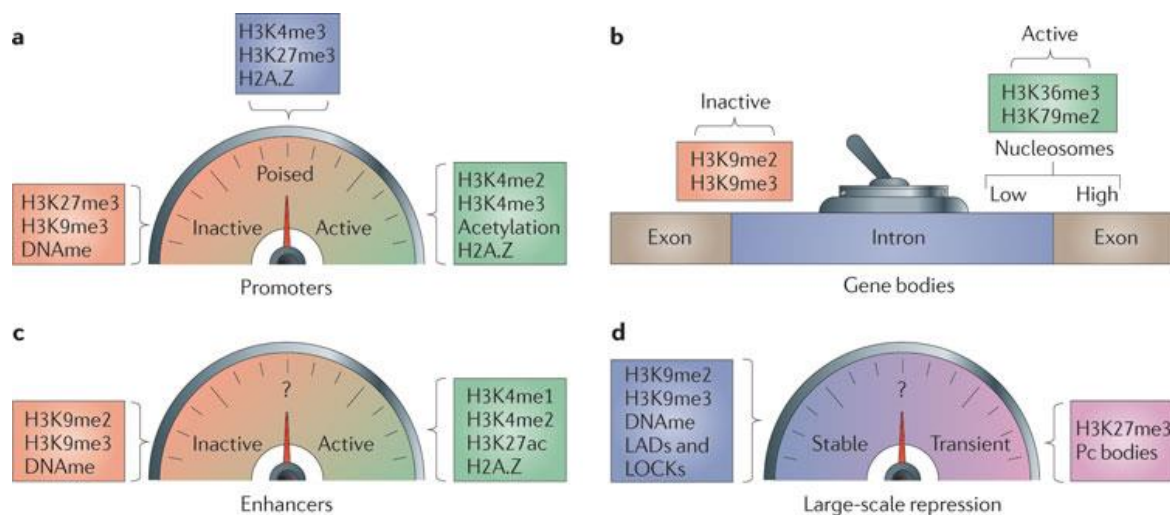 a
H3K4me3
H3K27me3
H2A.Z
H3K27me3
H3K9me3
DNAme
Poised
Inactive
Active
H3K4me2
H3K4me3
Acetylation
H2A.Z
Promoters
b
Inactive
H3K9me2
H3K9me3
Active
H3K36me3
H3K79me2
Nucleosomes
Low
High
Exon
Intron
Exon
Gene bodies
c
H3K9me2
H3K9me3
DNAme
?
Inactive
Active
H3K4me1
H3K4me2
H3K27ac
H2A.Z
Enhancers
d
H3K9me2
H3K9me3
DNAme
LADs and
LOCKs
?
Stable
Transient
H3K27me3
Pc bodies
Large-scale repression